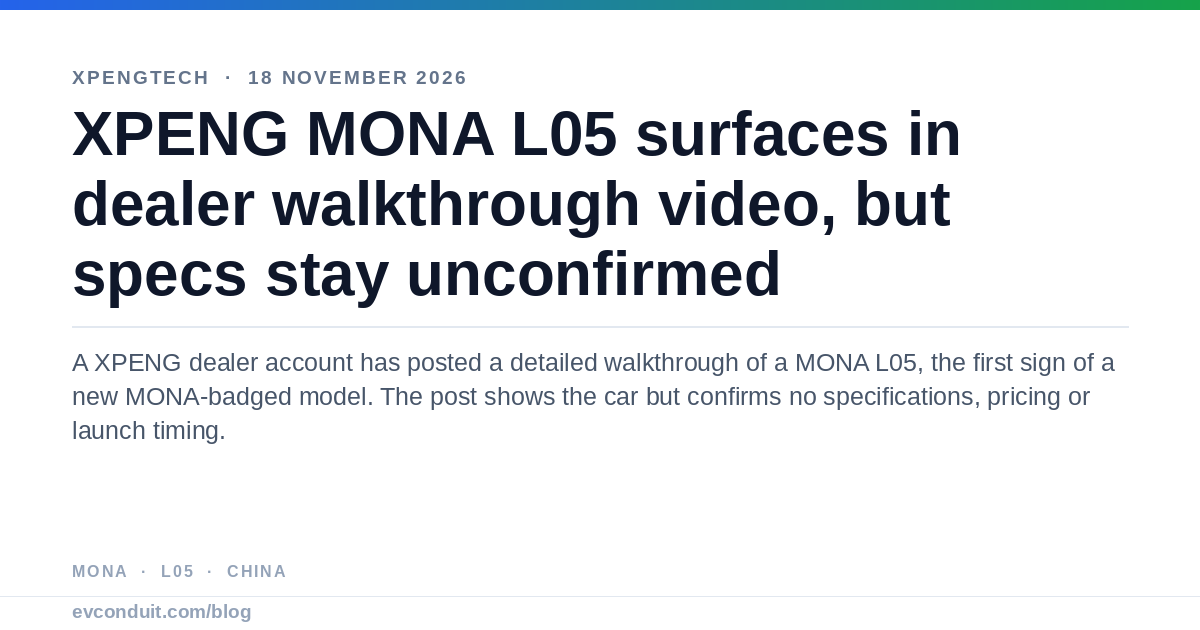 XPENGTECH · 18 NOVEMBER 2026
XPENG MONA L05 surfaces in
dealer walkthrough video, but
specs stay unconfirmed
A XPENG dealer account has posted a detailed walkthrough of a MONA L05, the first sign of a
new MONA-badged model. The post shows the car but confirms no specifications, pricing or
launch timing.
MONA · L05 · CHINA
evconduit.com/blog